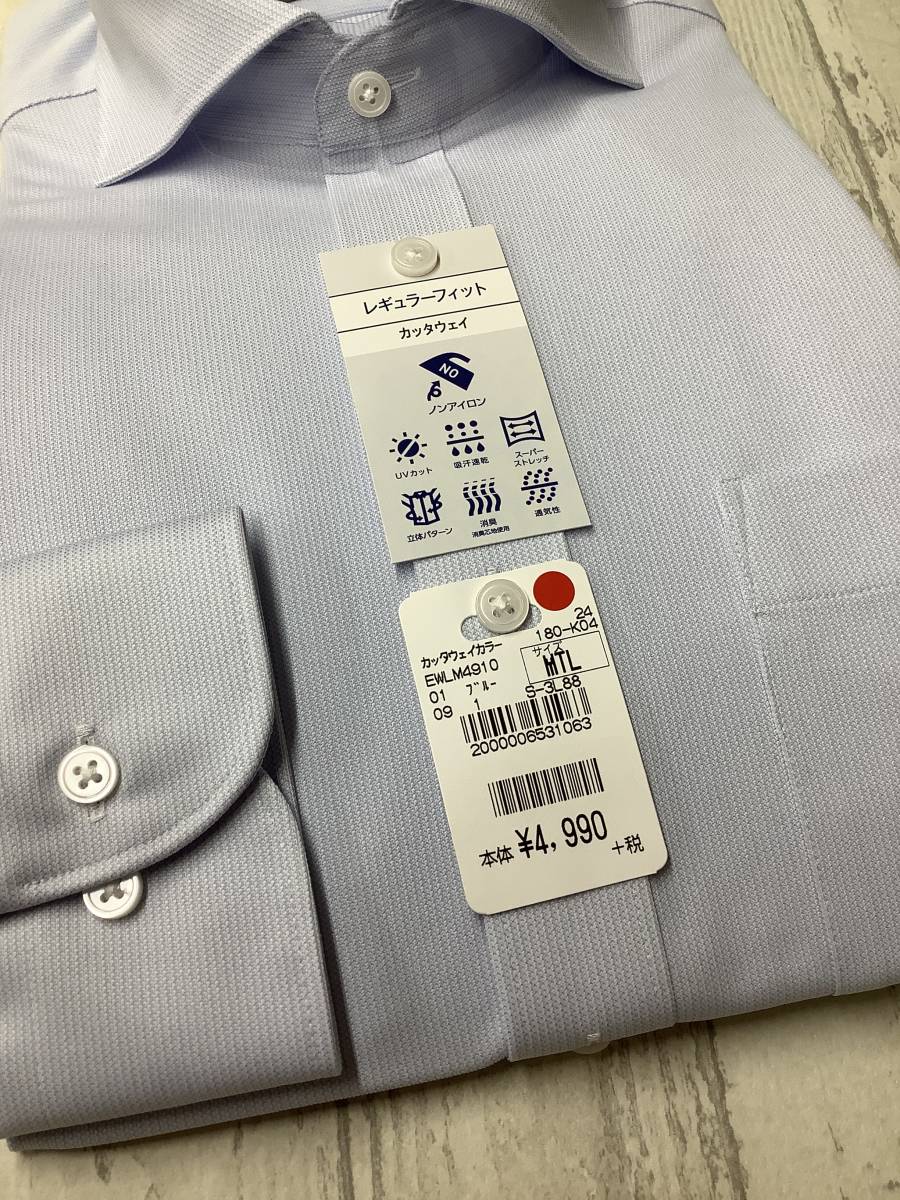 レギュラーフィット
カッタウェイ
NO
ノンアイロン
UVカット
吸汗速乾
スーパー
ストレッチ
立体パターン
消臭
消臭芯地使用
通気性
24
180-K04
カッタウェイカラー
EWLM4910
サイズ
MTL
01 ブルー
09 1
S-3L88
2000006531063
本体 ¥4,990 +税